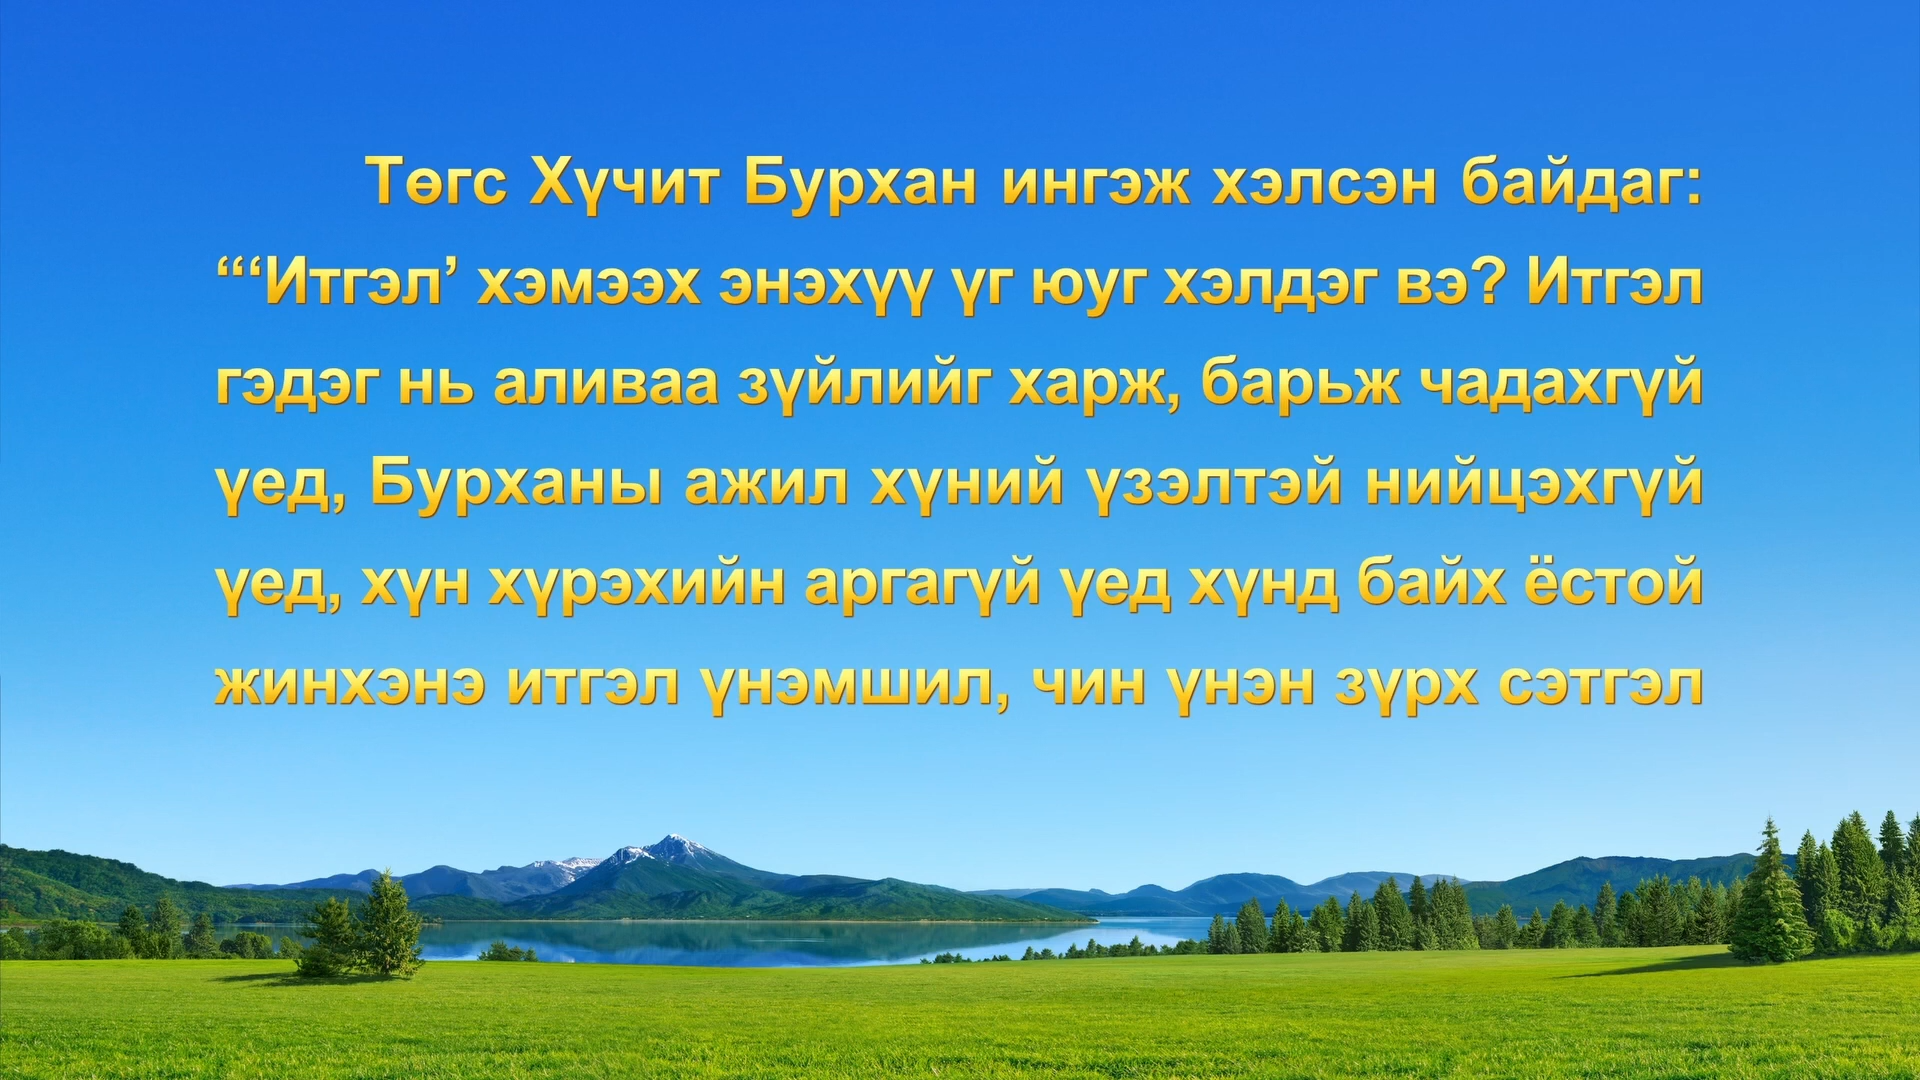 Төгс Хүчит Бурхан ингэж хэлсэн байдаг:
“‘Итгэл’ хэмээх энэхүү үг юуг хэлдэг вэ? Итгэл
гэдэг нь аливаа зүйлийг харж, барьж чадахгүй
үед, Бурханы ажил хүний үзэлтэй нийцэхгүй
үед, хүн хүрэхийн аргагүй үед хүнд байх ёстой
жинхэнэ итгэл үнэмшил, чин үнэн зүрх сэтгэл